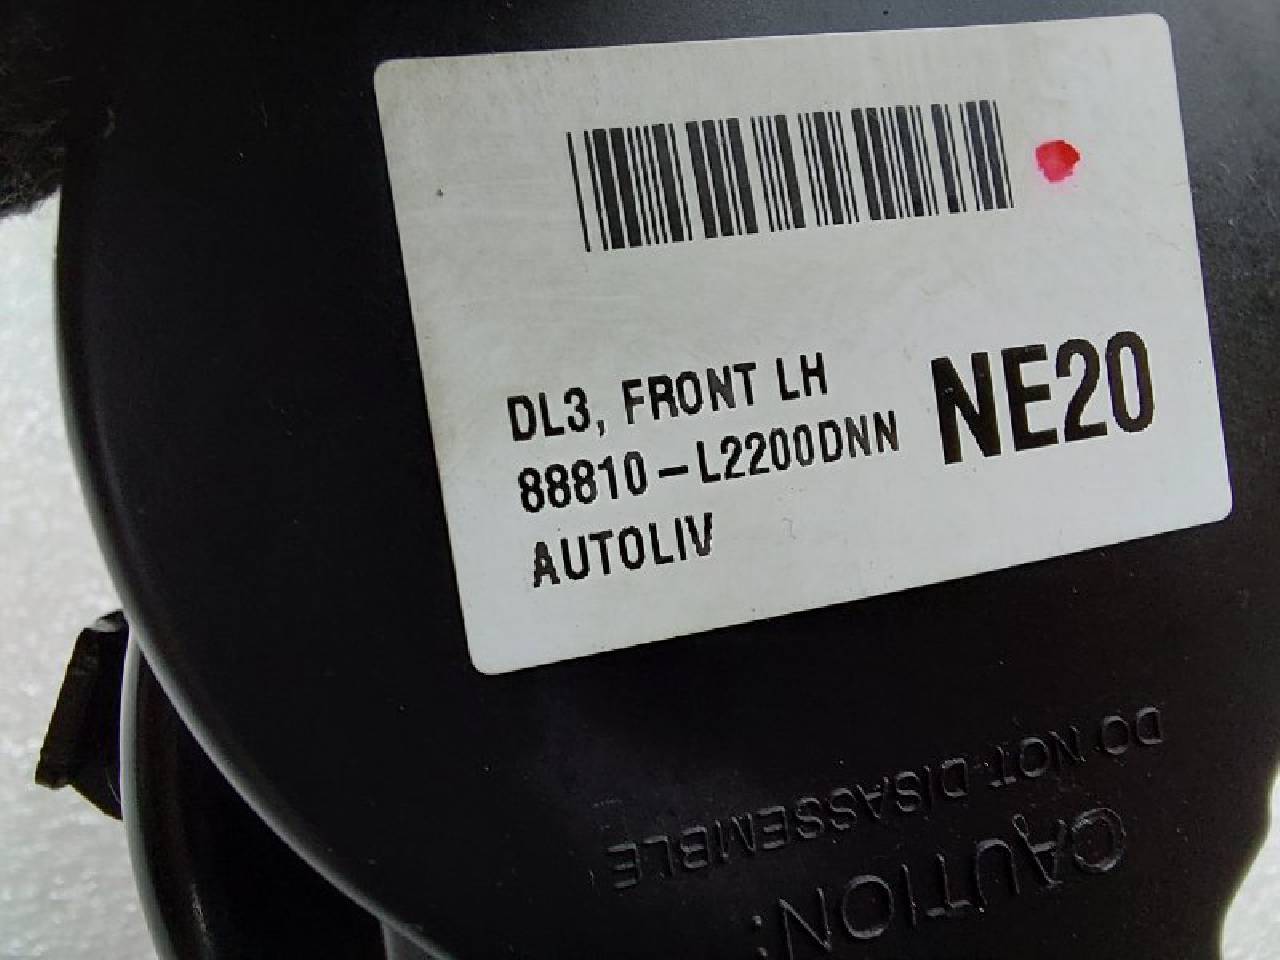 DL3, FRONT LH
88810-L2200DNN
NE20
AUTOLIV
CAUTION:
DO NOT DISASSEMBLE